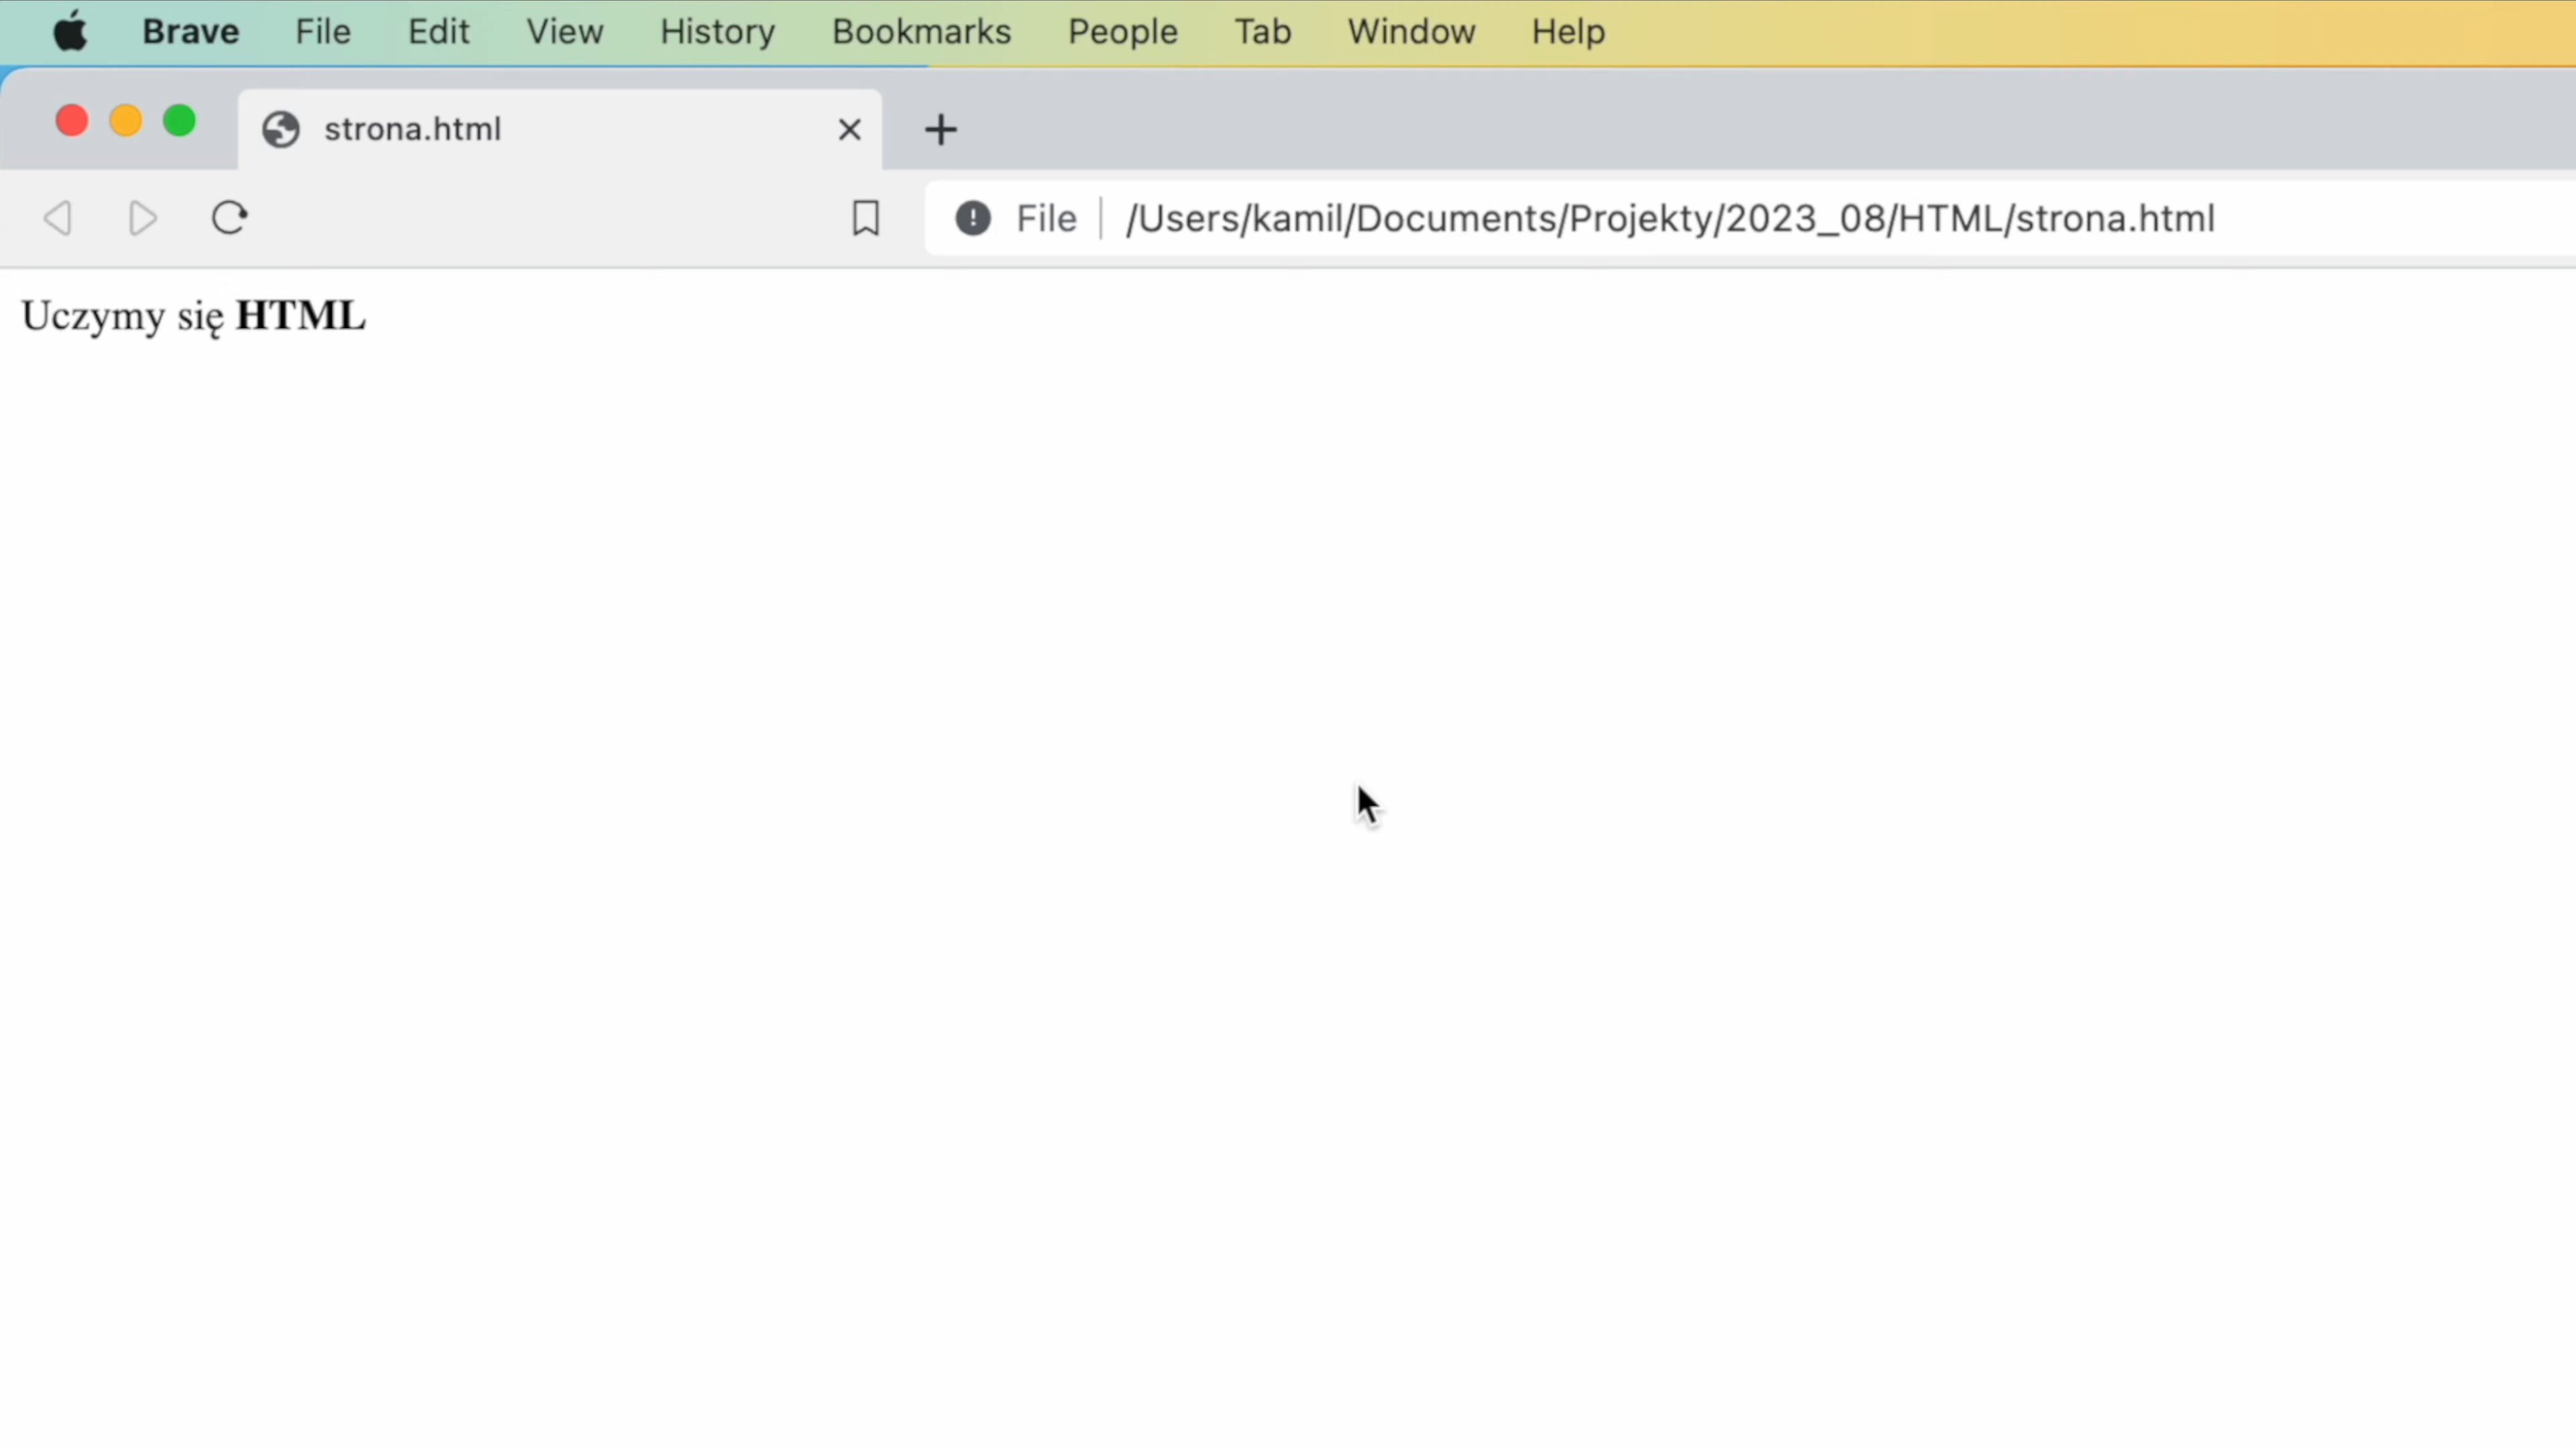 Brave File Edit View History Bookmarks People Tab Window Help
strona.html
File /Users/kamil/Documents/Projekty/2023_08/HTML/strona.html
Uczymy się HTML